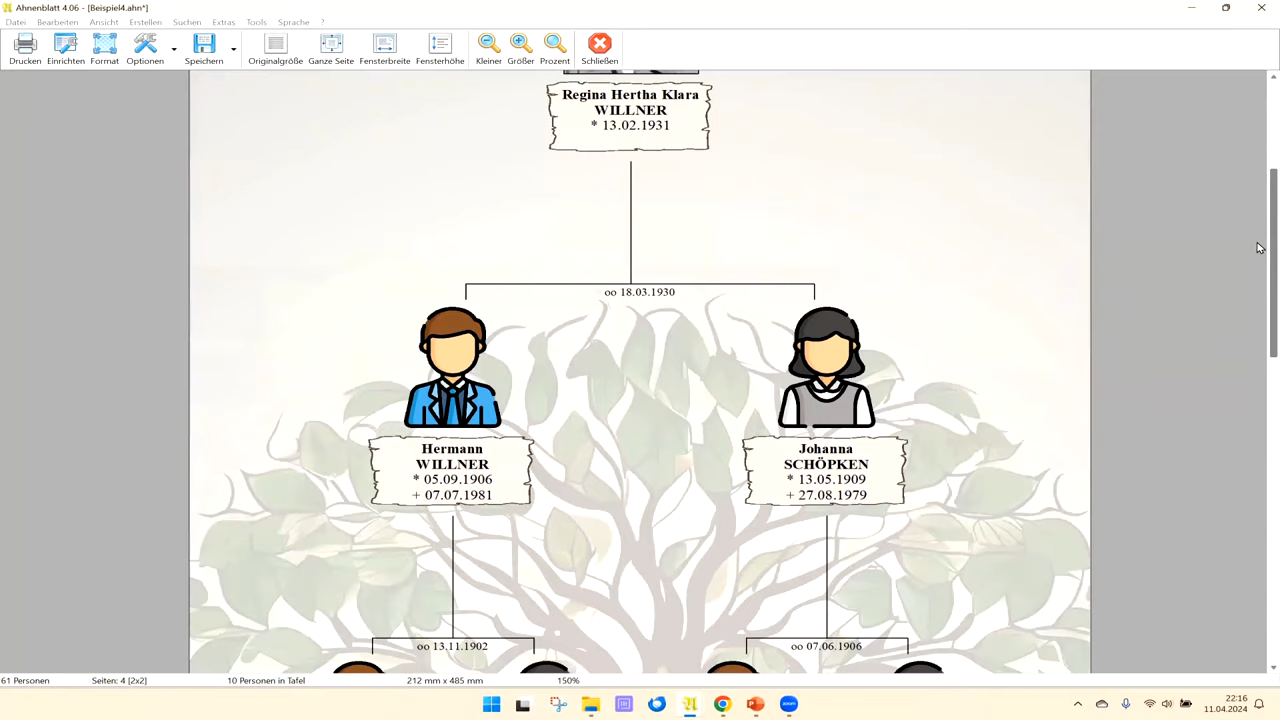 Ahnenblatt 4.06 - [Beispiel4.ahn*]
Datei Bearbeiten Ansicht Erstellen Suchen Extras Tools Sprache ?
Drucken Einrichten Format Optionen Speichern Originalgröße Ganze Seite Fensterbreite Fensterhöhe Kleiner Größer Prozent Schließen
Regina Hertha Klara
WILLNER
* 13.02.1931
oo 18.03.1930
Hermann
WILLNER
* 05.09.1906
+ 07.07.1981
Johanna
SCHÖPKEN
* 13.05.1909
+ 27.08.1979
oo 13.11.1902
oo 07.06.1906
61 Personen Seiten: 4 [2x2] 10 Personen in Tafel 212 mm x 485 mm 150%
zoom
22:16
11.04.2024